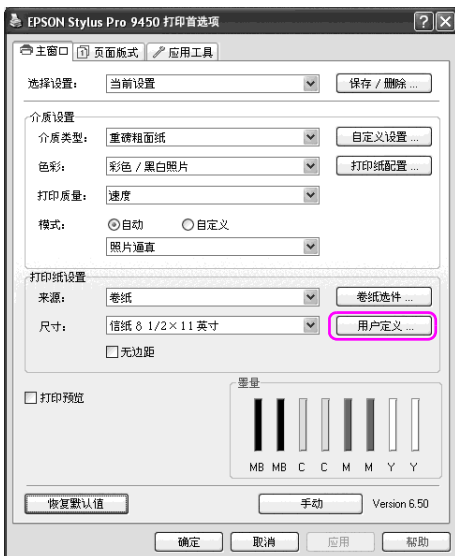 EPSON Stylus Pro 9450 打印首选项
主窗口 页面版式 应用工具
选择设置: 当前设置 保存 / 删除 ...
介质设置
介质类型: 重磅粗面纸 自定义设置 ...
色彩: 彩色 / 黑白照片 打印纸配置 ...
打印质量: 速度
模式: 自动 自定义
照片逼真
打印纸设置
来源: 卷纸 卷纸选件 ...
尺寸: 信纸 8 1/2×11 英寸 用户定义 ...
无边距
打印预览 墨量
MB MB C C M M Y Y
恢复默认值 手动 Version 6.50
确定 取消 应用 帮助